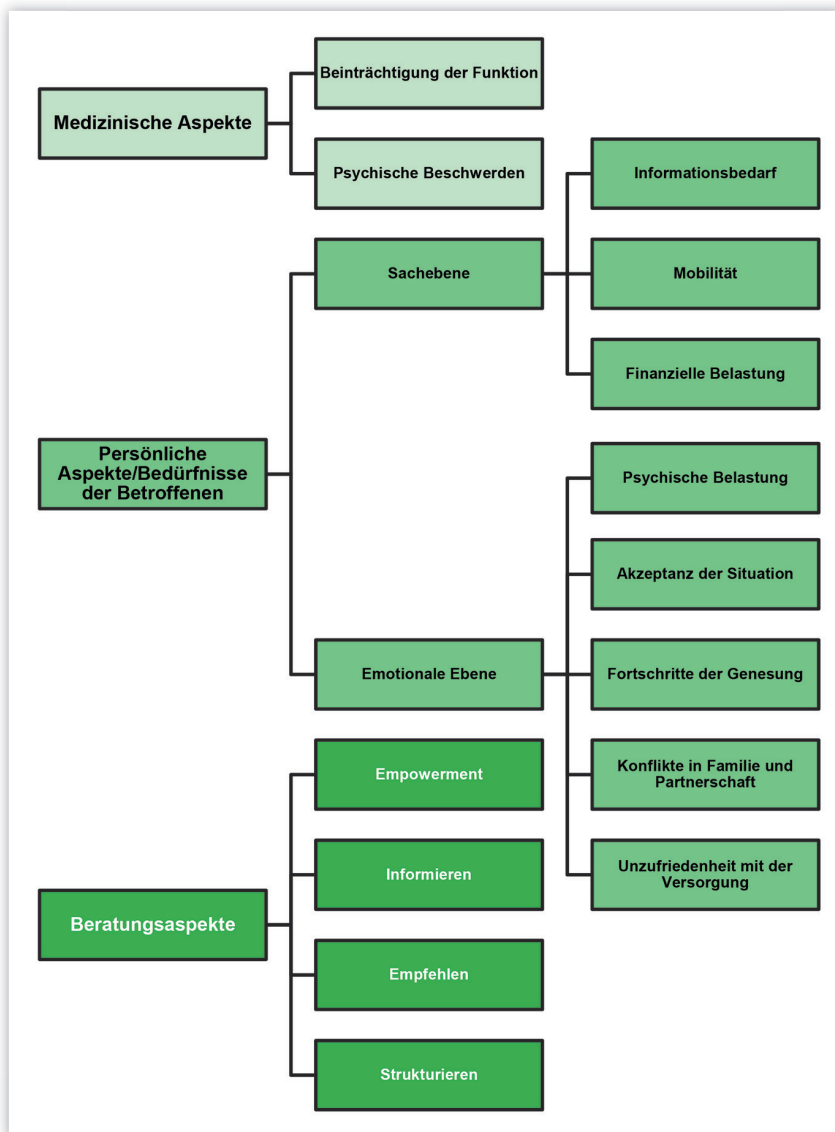 Medizinische Aspekte
Beinträchtigung der Funktion
Psychische Beschwerden
Persönliche
Aspekte/Bedürfnisse
der Betroffenen
Sachebene
Informationsbedarf
Mobilität
Finanzielle Belastung
Emotionale Ebene
Psychische Belastung
Akzeptanz der Situation
Fortschritte der Genesung
Konflikte in Familie und
Partnerschaft
Unzufriedenheit mit der
Versorgung
Beratungsaspekte
Empowerment
Informieren
Empfehlen
Strukturieren